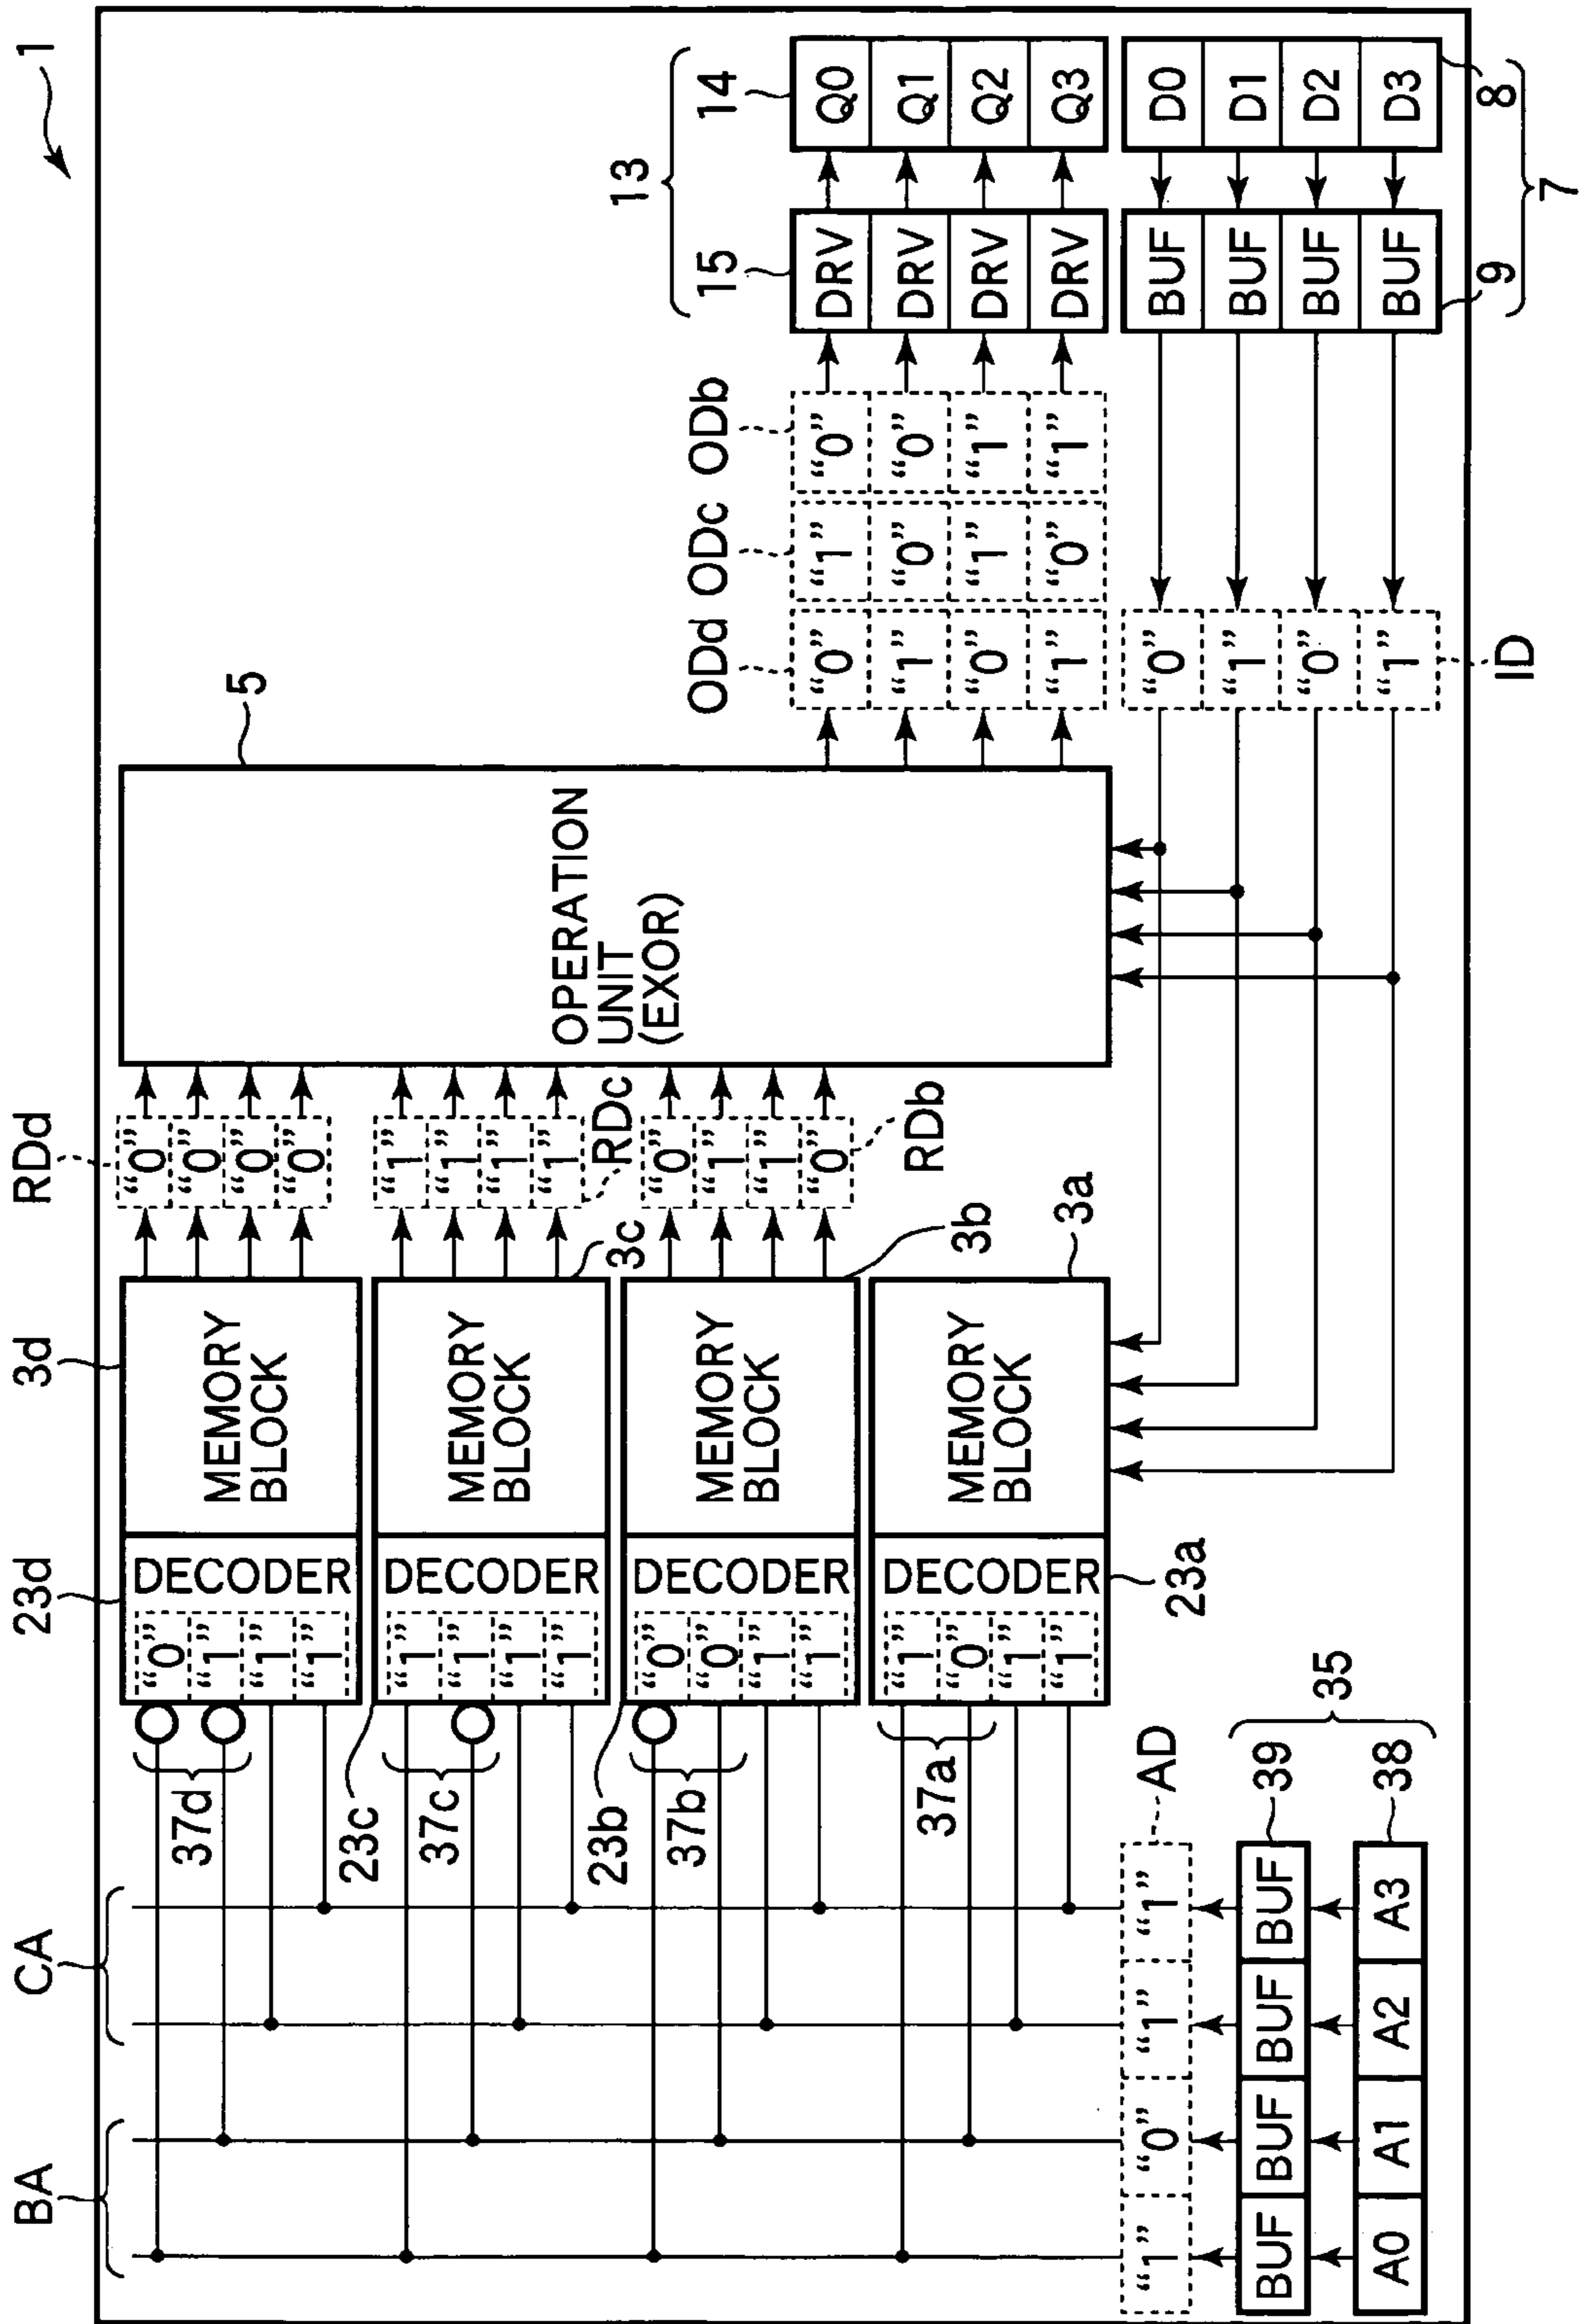 1
BA
CA
23d
3d
RDd
37d
DECODER
"0" "1" "1" "1"
MEMORY
BLOCK
"0" "0" "0" "0"
5
OPERATION
UNIT
(EXOR)
23c
37c
DECODER
"1" "1" "1" "1"
MEMORY
BLOCK
3c
"1" "1" "1" "1"
RDc
23b
37b
DECODER
"0" "0" "1" "1"
MEMORY
BLOCK
3b
"0" "1" "1" "0"
RDb
37a
DECODER
"1" "0" "1" "1"
23a
MEMORY
BLOCK
3a
ODd ODc ODb
"0" "1" "0"
"1" "0" "0"
"0" "1" "1"
"1" "0" "1"
13
15 14
DRV Q0
DRV Q1
DRV Q2
DRV Q3
"0" BUF D0
"1" BUF D1
"0" BUF D2
"1" BUF D3
ID
9 8
7
AD
"1" "0" "1" "1"
BUF BUF BUF BUF 39
A0 A1 A2 A3 38
35